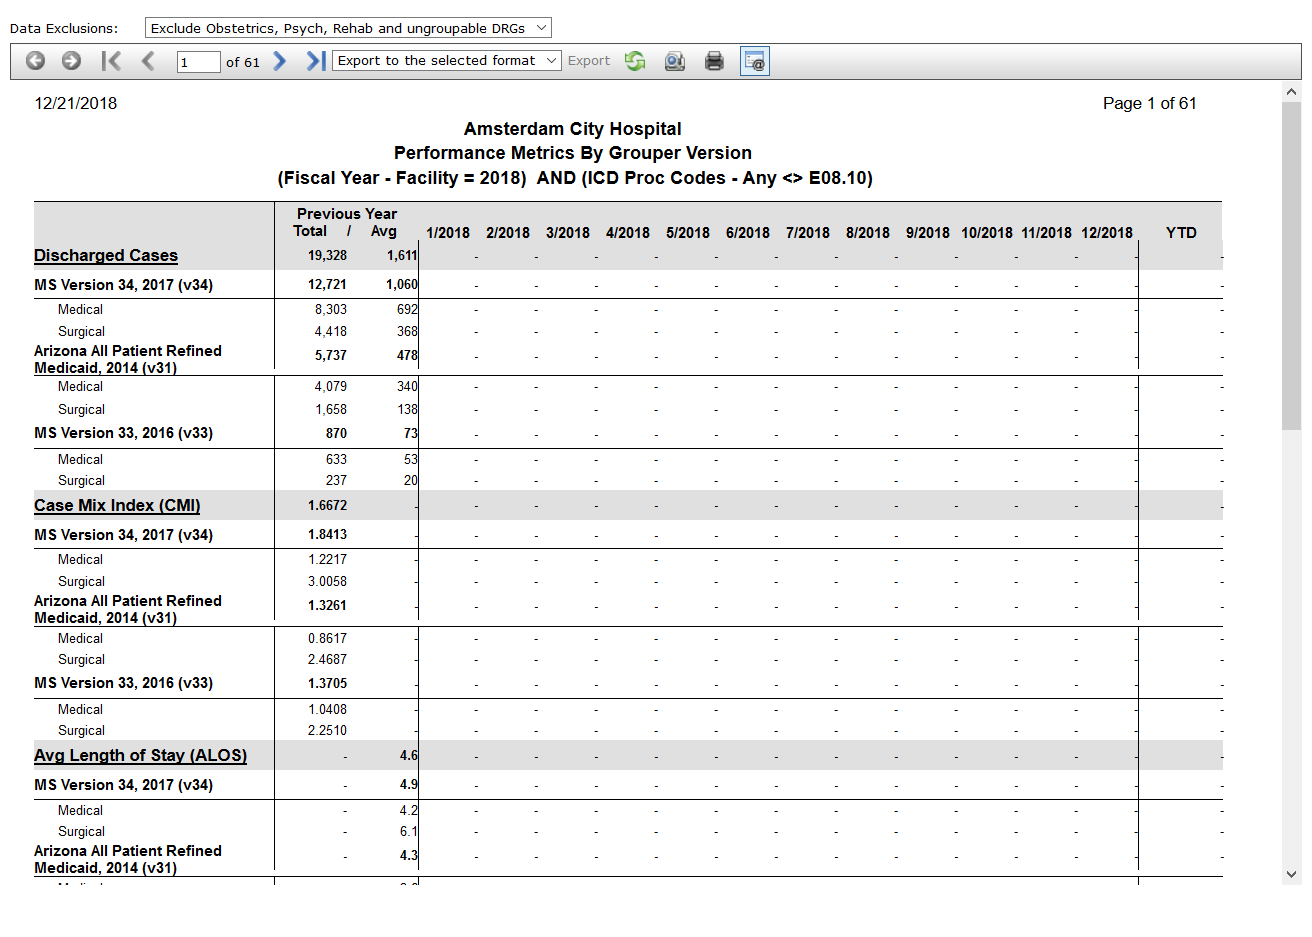 Data Exclusions: Exclude Obstetrics, Psych, Rehab and ungroupable DRGs
1 of 61 Export to the selected format Export
12/21/2018 Page 1 of 61
Amsterdam City Hospital
Performance Metrics By Grouper Version
(Fiscal Year - Facility = 2018) AND (ICD Proc Codes - Any <> E08.10)
Previous Year
Total / Avg 1/2018 2/2018 3/2018 4/2018 5/2018 6/2018 7/2018 8/2018 9/2018 10/2018 11/2018 12/2018 YTD
Discharged Cases 19,328 1,611 - - - - - - - - - - - - -
MS Version 34, 2017 (v34) 12,721 1,060 - - - - - - - - - - - - -
Medical 8,303 692 - - - - - - - - - - - - -
Surgical 4,418 368 - - - - - - - - - - - - -
Arizona All Patient Refined
Medicaid, 2014 (v31) 5,737 478 - - - - - - - - - - - - -
Medical 4,079 340 - - - - - - - - - - - - -
Surgical 1,658 138 - - - - - - - - - - - - -
MS Version 33, 2016 (v33) 870 73 - - - - - - - - - - - - -
Medical 633 53 - - - - - - - - - - - - -
Surgical 237 20 - - - - - - - - - - - - -
Case Mix Index (CMI) 1.6672 - - - - - - - - - - - - - -
MS Version 34, 2017 (v34) 1.8413 - - - - - - - - - - - - - -
Medical 1.2217 - - - - - - - - - - - - - -
Surgical 3.0058 - - - - - - - - - - - - - -
Arizona All Patient Refined
Medicaid, 2014 (v31) 1.3261 - - - - - - - - - - - - - -
Medical 0.8617 - - - - - - - - - - - - - -
Surgical 2.4687 - - - - - - - - - - - - - -
MS Version 33, 2016 (v33) 1.3705 - - - - - - - - - - - - - -
Medical 1.0408 - - - - - - - - - - - - - -
Surgical 2.2510 - - - - - - - - - - - - - -
Avg Length of Stay (ALOS) - 4.6 - - - - - - - - - - - - -
MS Version 34, 2017 (v34) - 4.9 - - - - - - - - - - - - -
Medical - 4.2 - - - - - - - - - - - - -
Surgical - 6.1 - - - - - - - - - - - - -
Arizona All Patient Refined
Medicaid, 2014 (v31) - 4.3 - - - - - - - - - - - - -